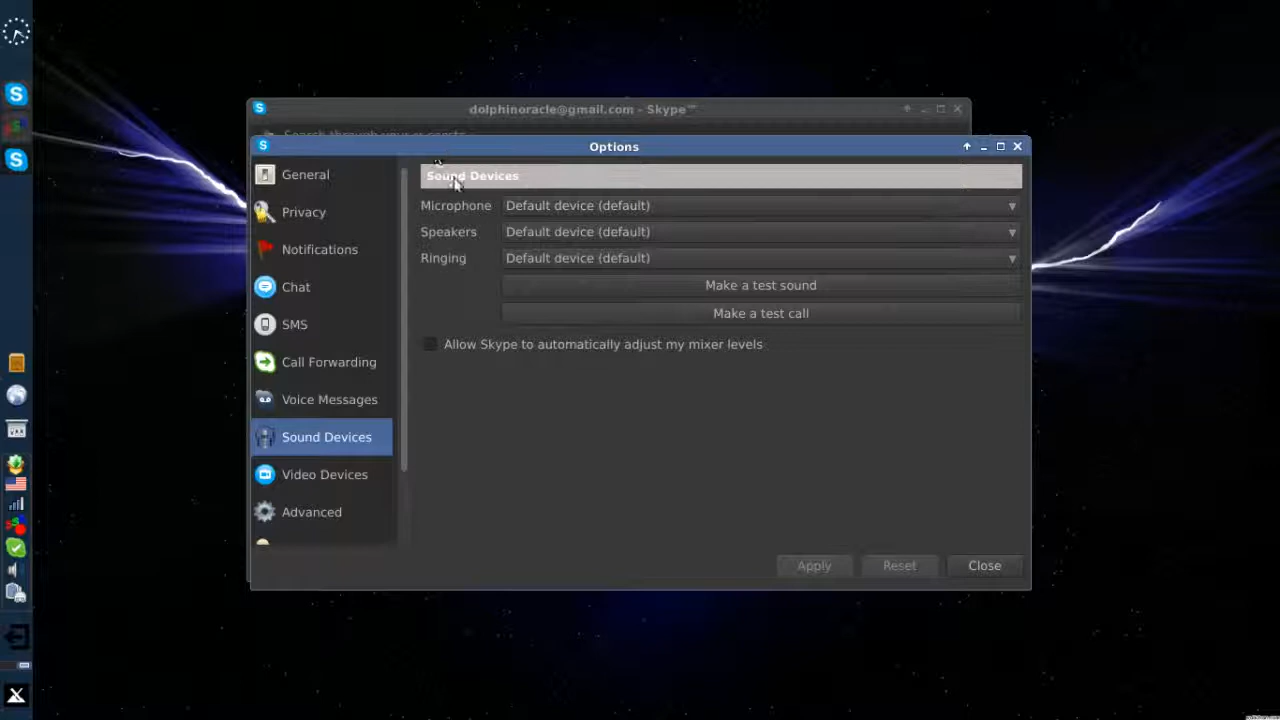 dolphinoracle@gmail.com - Skype™
Options
General
Privacy
Notifications
Chat
SMS
Call Forwarding
Voice Messages
Sound Devices
Video Devices
Advanced
Sound Devices
Microphone Default device (default)
Speakers Default device (default)
Ringing Default device (default)
Make a test sound
Make a test call
Allow Skype to automatically adjust my mixer levels
Apply Reset Close